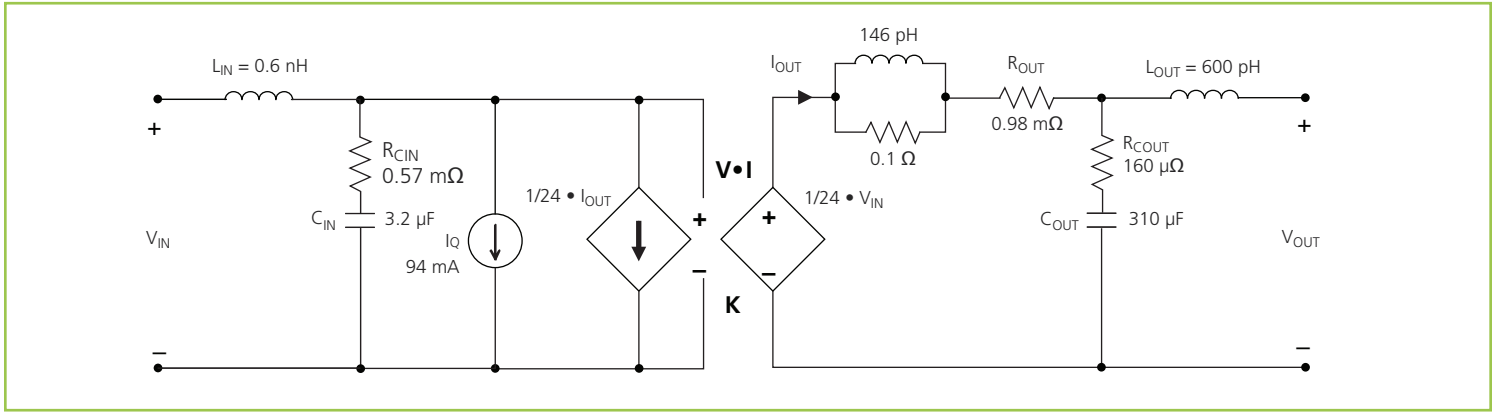 L_IN = 0.6 nH
+
R_CIN
0.57 mΩ
C_IN
3.2 µF
V_IN
I_Q
94 mA
–
1/24 • I_OUT
V•I
+
–
K
1/24 • V_IN
+
–
I_OUT
146 pH
0.1 Ω
R_OUT
0.98 mΩ
R_COUT
160 µΩ
C_OUT
310 µF
L_OUT = 600 pH
+
V_OUT
–